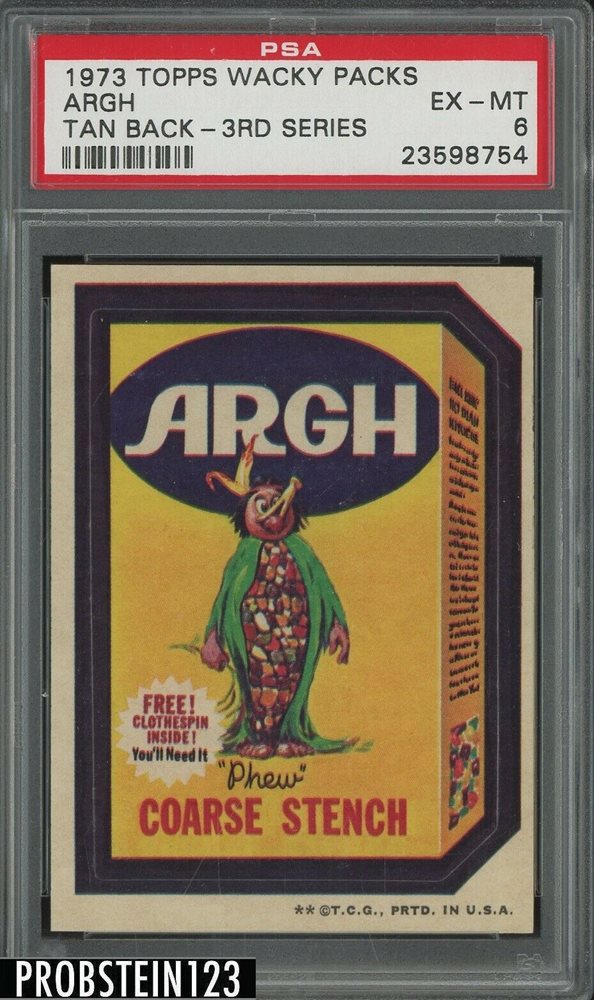 PSA
1973 TOPPS WACKY PACKS
ARGH EX - MT
TAN BACK - 3RD SERIES 6
23598754
ARGH
FREE!
CLOTHESPIN
INSIDE!
You'll Need It
"Phew"
COARSE STENCH
** ©T.C.G., PRTD. IN U.S.A.
PROBSTEIN123